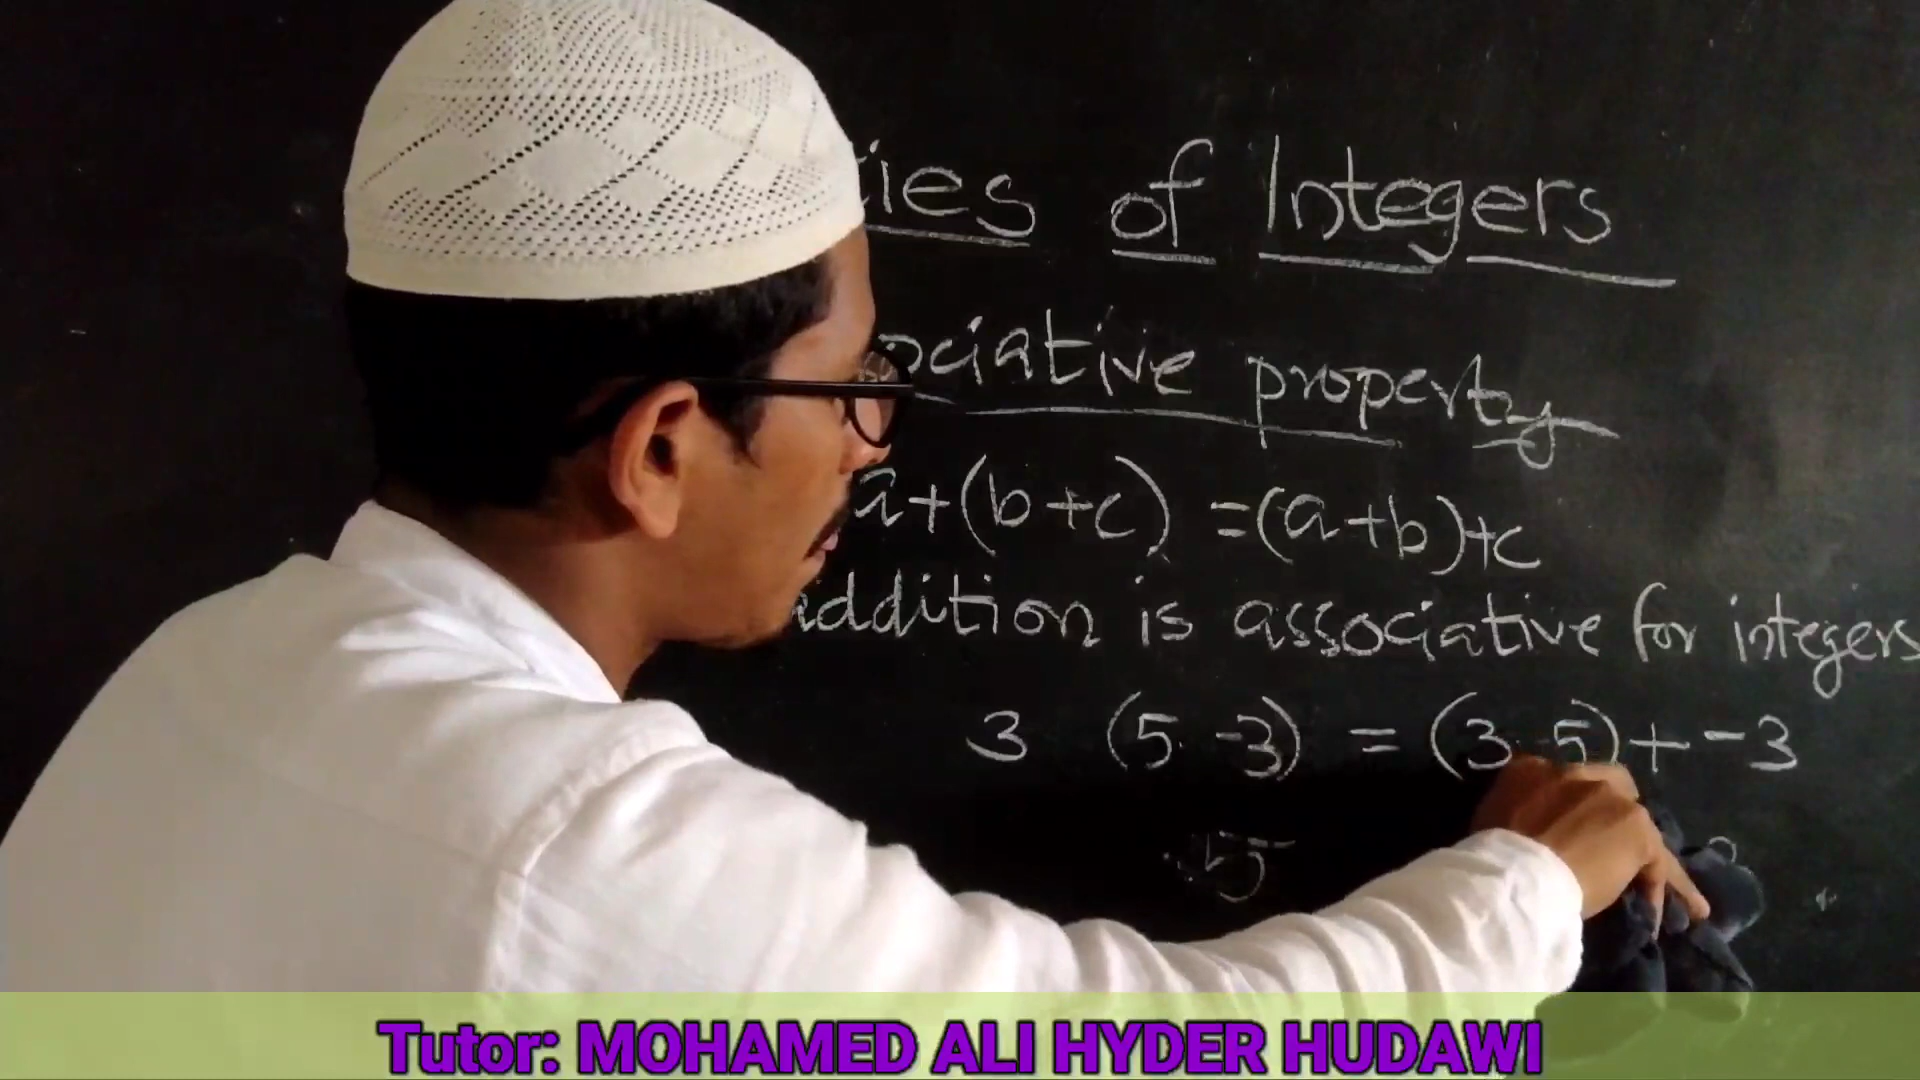 ties of Integers
ociative property
a+(b+c) =(a+b)+c
addition is associative for integers
3 (5 -3) = (3 5)+-3
5
Tutor: MOHAMED ALI HYDER HUDAWI